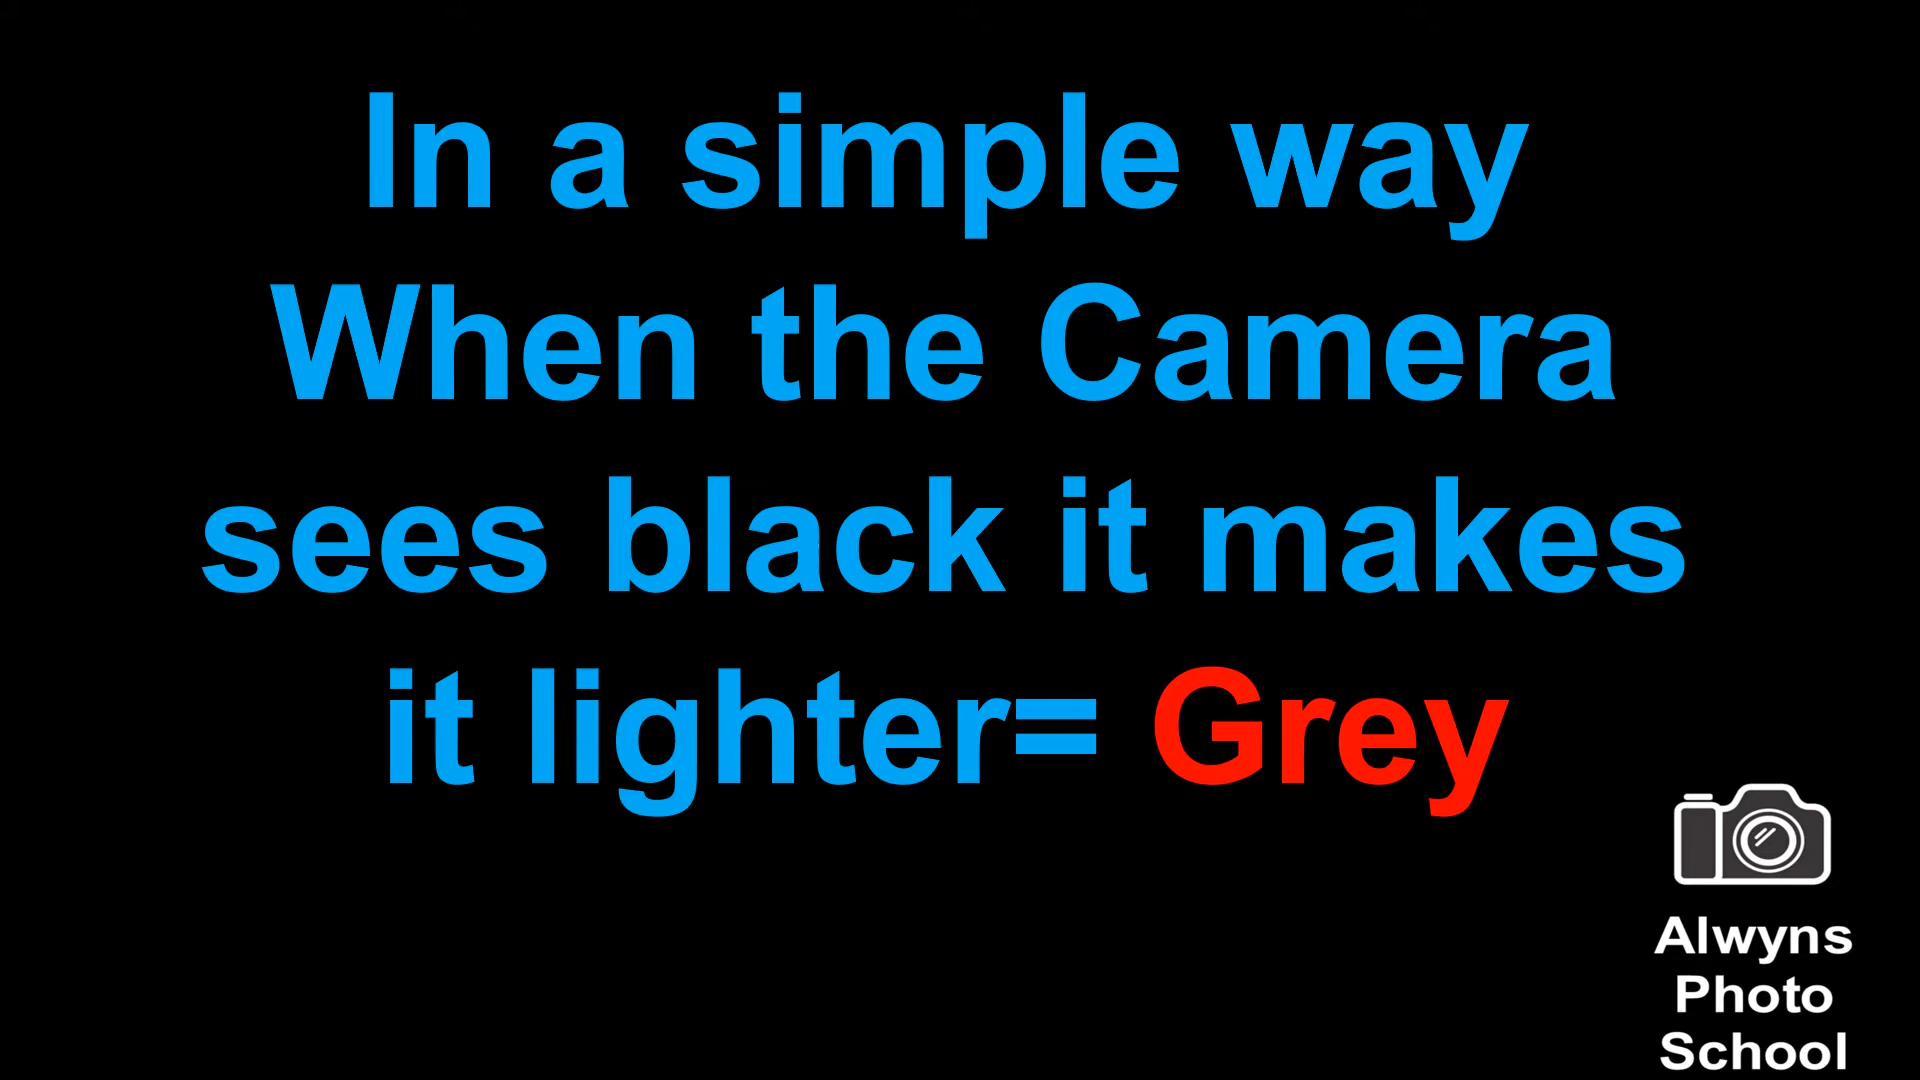 In a simple way
When the Camera
sees black it makes
it lighter= Grey
Alwyns
Photo
School